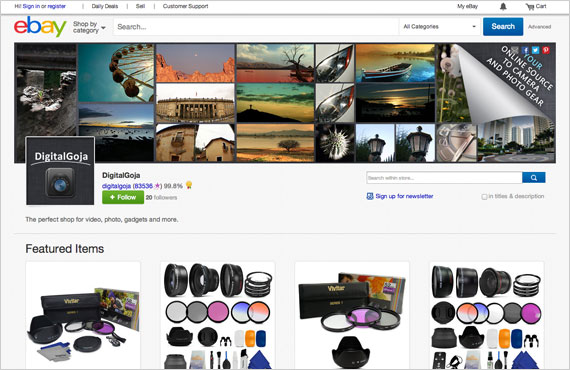 Hi! Sign in or register
Daily Deals
Sell
Customer Support
My eBay
Cart
ebay
Shop by
category
Search...
All Categories
Search
Advanced
YOUR
ONLINE SOURCE
TO CAMERA
AND PHOTO GEAR
DigitalGoja
DigitalGoja
digitalgoja (83536 ) 99.8%
+ Follow
20 followers
Search within store...
Sign up for newsletter
in titles & description
The perfect shop for video, photo, gadgets and more.
Featured Items
Vivitar
Vivitar